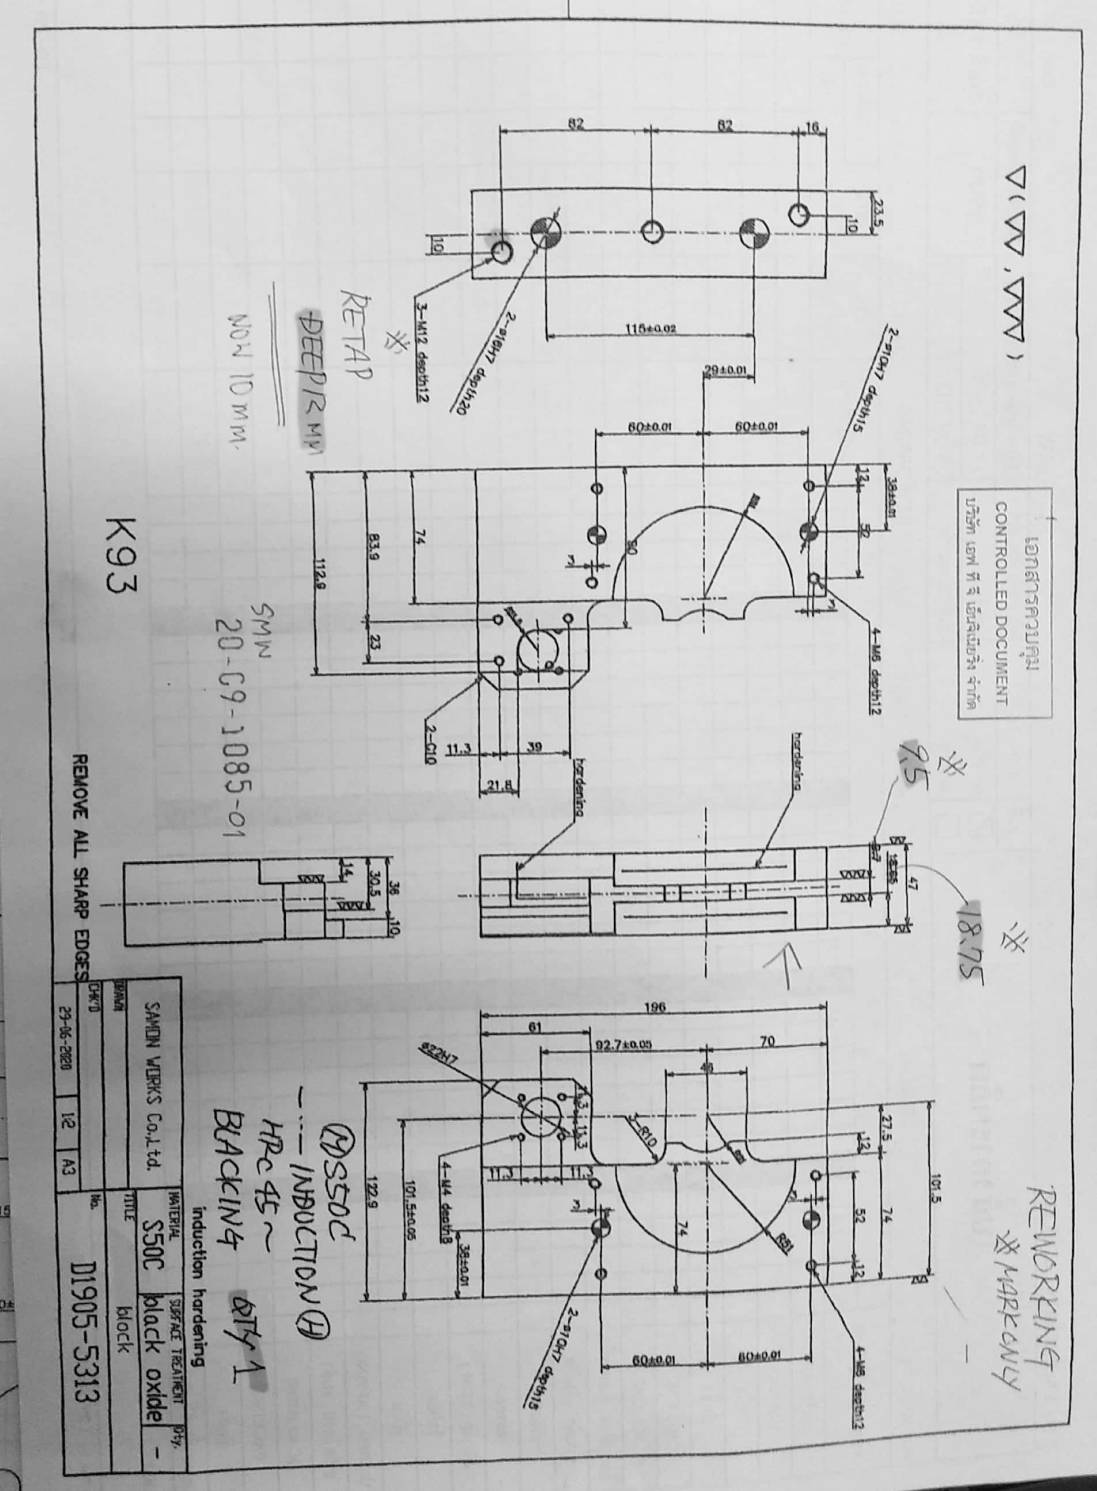 ▽(▽▽,▽▽▽)
เอกสารควบคุม
CONTROLLED DOCUMENT
บริษัท เอฟ ที จี เอ็นจิเนียริ่ง จำกัด
REWORKING
※ MARK ONLY
※
18.75
※
9.5
23.5
10
16
82
82
115±0.02
2-ø16H7 depth20
10
3-M12 depth12
※
RETAP
DEEP 12 MM
NOW 10 mm.
2-ø10H7 depth15
38±0.01
12
52
4-M6 depth12
3
60±0.01
29±0.01
60±0.01
90
3
39
21.8
11.3
2-C10
74
83.9
23
112.9
47
18.85
9.7
hardening
hardening
36
10
30.5
14
101.5
27.5
74
12
52
12
4-M6 depth12
3
R51
196
70
60±0.01
74
3-R10
92.7±0.05
60±0.01
11.3
11.3
11.3
3
2-ø10H7 depth15
61
11.3
ø22H7
4-M4 depth8
38±0.01
101.5±0.05
122.9
Ⓜ S50C
—··— INDUCTION Ⓗ
HRC 45~
BLACKING
QTY 1
SMW
20-G9-1085-01
K93
REMOVE ALL SHARP EDGES
induction hardening
SAMON WORKS Co.,Ltd.
MATERIAL
S50C
SURFACE TREATMENT
black oxide
Qty.
-
DRAWN
TITLE
block
CHK'D
No.
D1905-5313
29-06-2020
1:2
A3